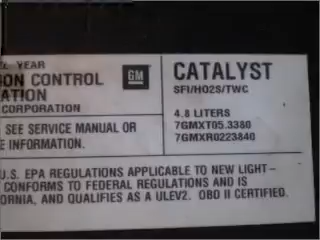 EL YEAR
ON CONTROL
ATION
CORPORATION
GM
CATALYST
SFI/HO2S/TWC
SEE SERVICE MANUAL OR
E INFORMATION.
4.8 LITERS
7GMXT05.3380
7GMXR0223840
U.S. EPA REGULATIONS APPLICABLE TO NEW LIGHT-
CONFORMS TO FEDERAL REGULATIONS AND IS
ORNIA, AND QUALIFIES AS A ULEV2. OBD II CERTIFIED.